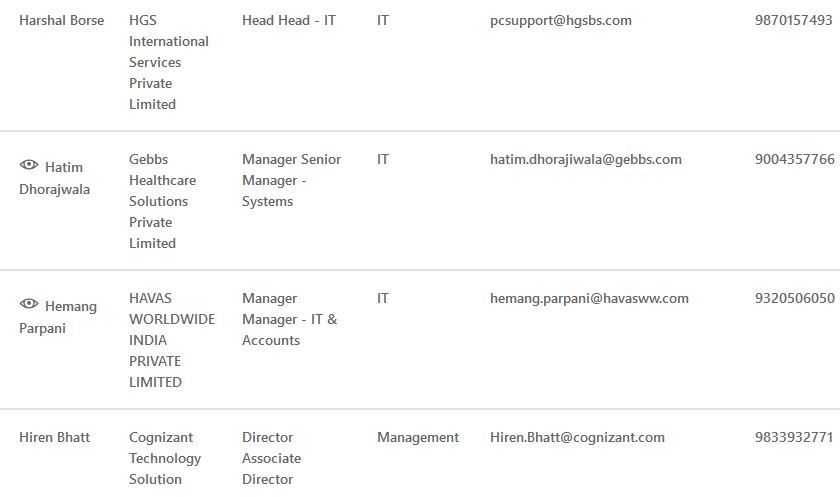 Harshal Borse HGS Head Head - IT IT pcsupport@hgsbs.com 9870157493
International
Services
Private
Limited
Hatim Gebbs Manager Senior IT hatim.dhorajiwala@gebbs.com 9004357766
Dhorajwala Healthcare Manager -
Solutions Systems
Private
Limited
Hemang HAVAS Manager IT hemang.parpani@havasww.com 9320506050
Parpani WORLDWIDE Manager - IT &
INDIA Accounts
PRIVATE
LIMITED
Hiren Bhatt Cognizant Director Management Hiren.Bhatt@cognizant.com 9833932771
Technology Associate
Solution Director